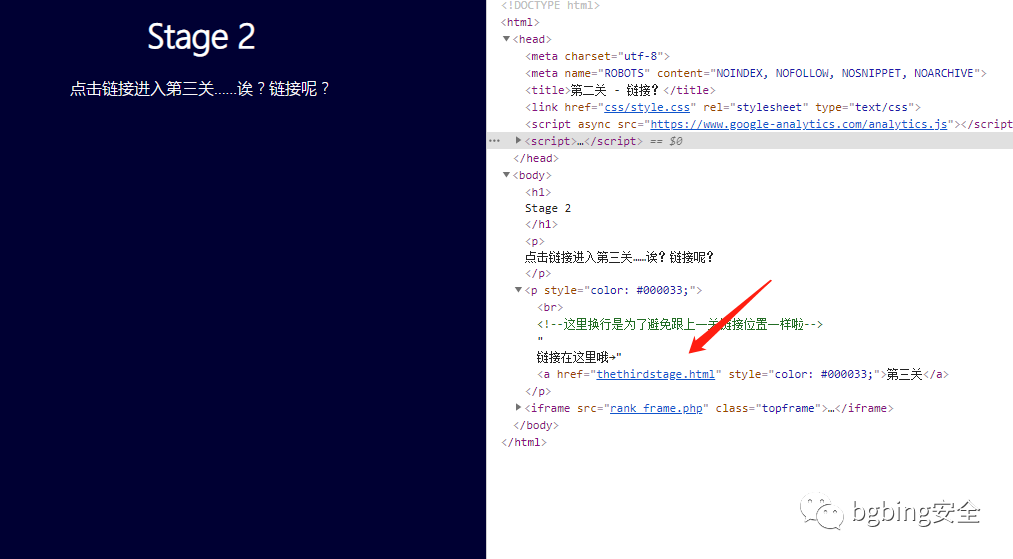 Stage 2
点击链接进入第三关……诶？链接呢？
<!DOCTYPE html>
<html>
▼<head>
<meta charset="utf-8">
<meta name="ROBOTS" content="NOINDEX, NOFOLLOW, NOSNIPPET, NOARCHIVE">
<title>第二关 - 链接？</title>
<link href="css/style.css" rel="stylesheet" type="text/css">
<script async src="https://www.google-analytics.com/analytics.js"></script
… ▶<script>…</script> == $0
</head>
▼<body>
<h1>
Stage 2
</h1>
<p>
点击链接进入第三关……诶？链接呢？
</p>
▼<p style="color: #000033;">
<br>
<!--这里换行是为了避免跟上一关链接位置一样啦-->
"
链接在这里哦→"
<a href="thethirdstage.html" style="color: #000033;">第三关</a>
</p>
▶<iframe src="rank_frame.php" class="topframe">…</iframe>
</body>
</html>
bgbing安全